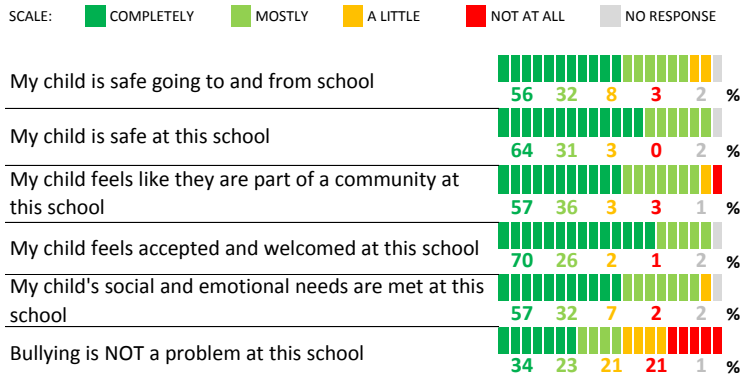 SCALE: COMPLETELY MOSTLY A LITTLE NOT AT ALL NO RESPONSE
My child is safe going to and from school
56 32 8 3 2 %
My child is safe at this school
64 31 3 0 2 %
My child feels like they are part of a community at
this school
57 36 3 3 1 %
My child feels accepted and welcomed at this school
70 26 2 1 2 %
My child's social and emotional needs are met at this
school
57 32 7 2 2 %
Bullying is NOT a problem at this school
34 23 21 21 1 %